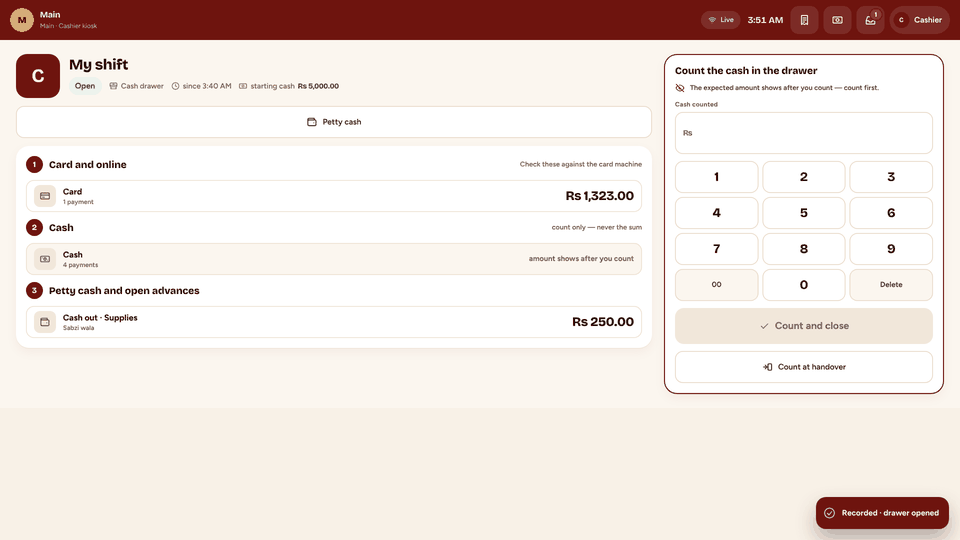 M
Main
Main · Cashier kiosk
Live
3:51 AM
1
C
Cashier
C
My shift
Open
Cash drawer
since 3:40 AM
starting cash Rs 5,000.00
Petty cash
1
Card and online
Check these against the card machine
Card
1 payment
Rs 1,323.00
2
Cash
count only — never the sum
Cash
4 payments
amount shows after you count
3
Petty cash and open advances
Cash out · Supplies
Sabzi wala
Rs 250.00
Count the cash in the drawer
The expected amount shows after you count — count first.
Cash counted
Rs
1
2
3
4
5
6
7
8
9
00
0
Delete
Count and close
Count at handover
Recorded · drawer opened